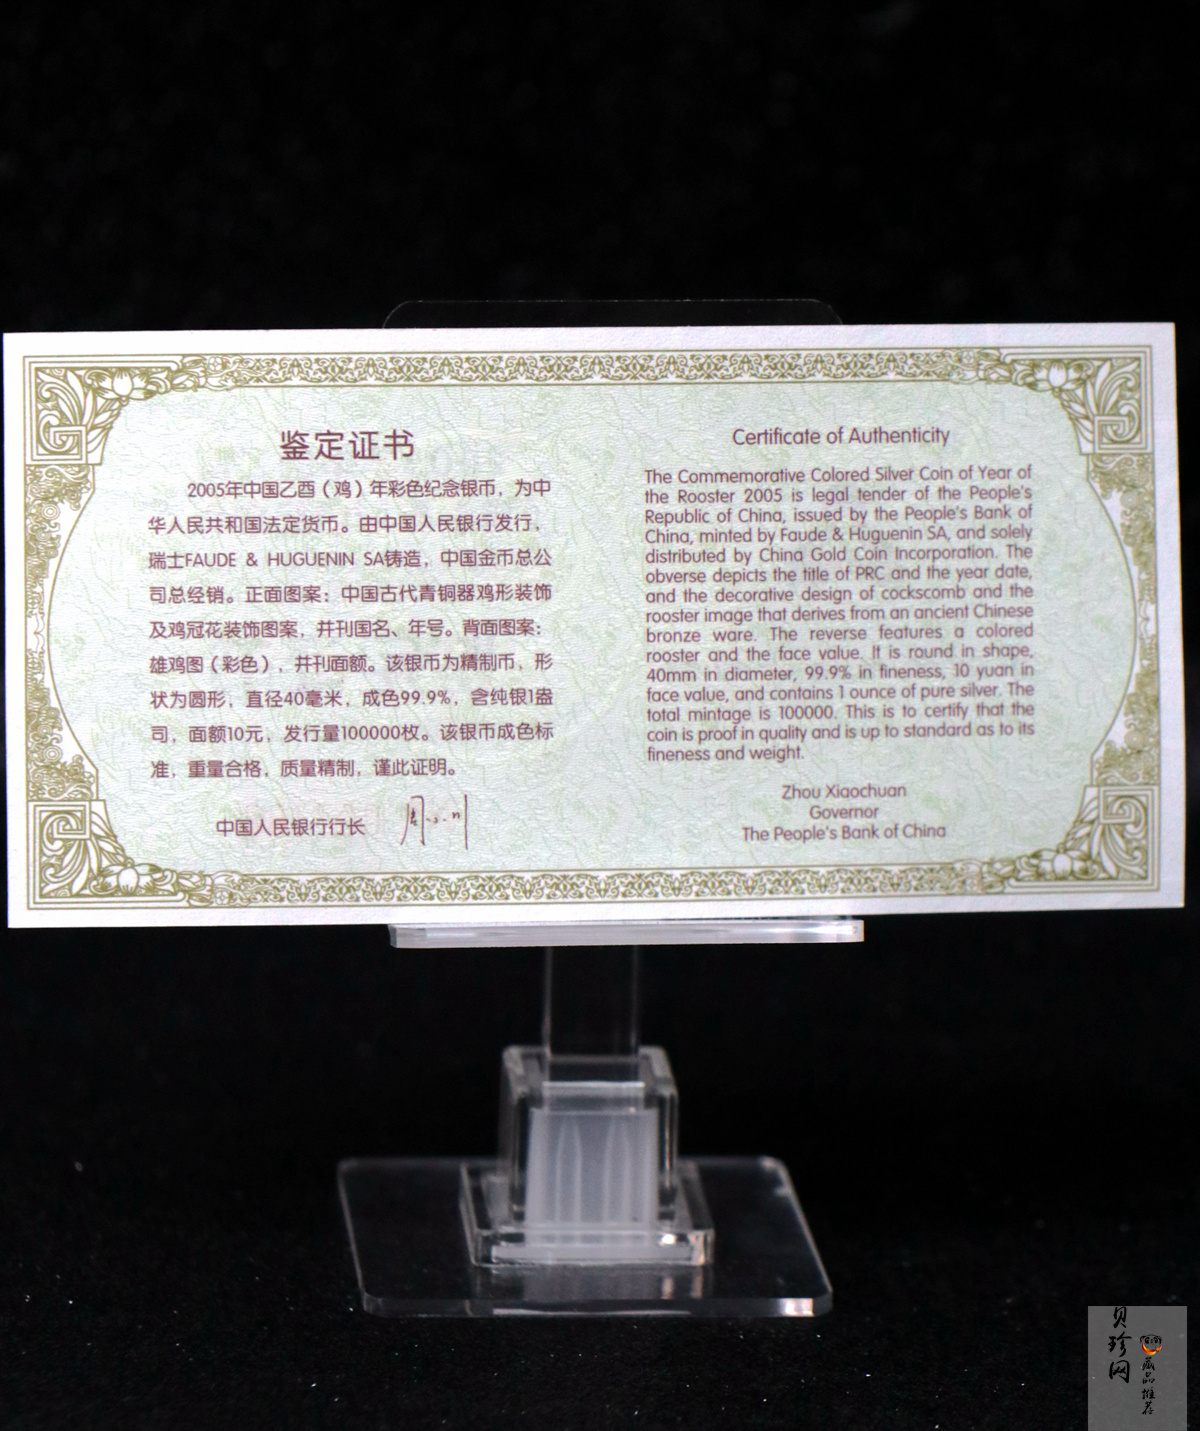 鉴定证书
2005年中国乙酉（鸡）年彩色纪念银币，为中
华人民共和国法定货币。由中国人民银行发行，
瑞士FAUDE & HUGUENIN SA铸造，中国金币总公
司总经销。正面图案：中国古代青铜器鸡形装饰
及鸡冠花装饰图案，并刊国名、年号。背面图案：
雄鸡图（彩色），并刊面额。该银币为精制币，形
状为圆形，直径40毫米，成色99.9%，含纯银1盎
司，面额10元，发行量100000枚。该银币成色标
准，重量合格，质量精制，谨此证明。
中国人民银行行长
Certificate of Authenticity
The Commemorative Colored Silver Coin of Year of
the Rooster 2005 is legal tender of the People's
Republic of China, issued by the People's Bank of
China, minted by Faude & Huguenin SA, and solely
distributed by China Gold Coin Incorporation. The
obverse depicts the title of PRC and the year date,
and the decorative design of cockscomb and the
rooster image that derives from an ancient Chinese
bronze ware. The reverse features a colored
rooster and the face value. It is round in shape,
40mm in diameter, 99.9% in fineness, 10 yuan in
face value, and contains 1 ounce of pure silver. The
total mintage is 100000. This is to certify that the
coin is proof in quality and is up to standard as to its
fineness and weight.
Zhou Xiaochuan
Governor
The People's Bank of China
贝珍网
藏品推荐